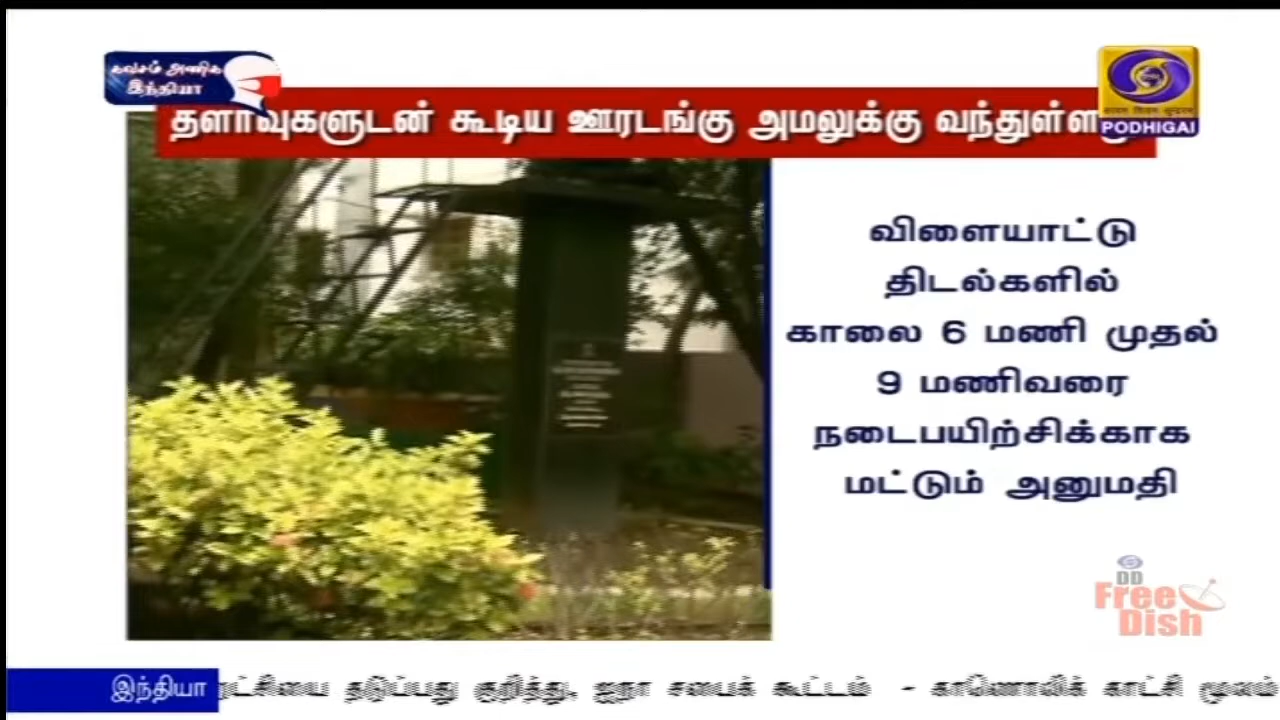 கவசம் அணிக
இந்தியா
தளர்வுகளுடன் கூடிய ஊரடங்கு அமலுக்கு வந்துள்ளது
PODHIGAI
விளையாட்டு
திடல்களில்
காலை 6 மணி முதல்
9 மணிவரை
நடைபயிற்சிக்காக
மட்டும் அனுமதி
DD
Free
Dish
இந்தியா தடுப்பது குறித்து, ஐநா சபைக் கூட்டம் - காணொலிக் காட்சி மூலம்